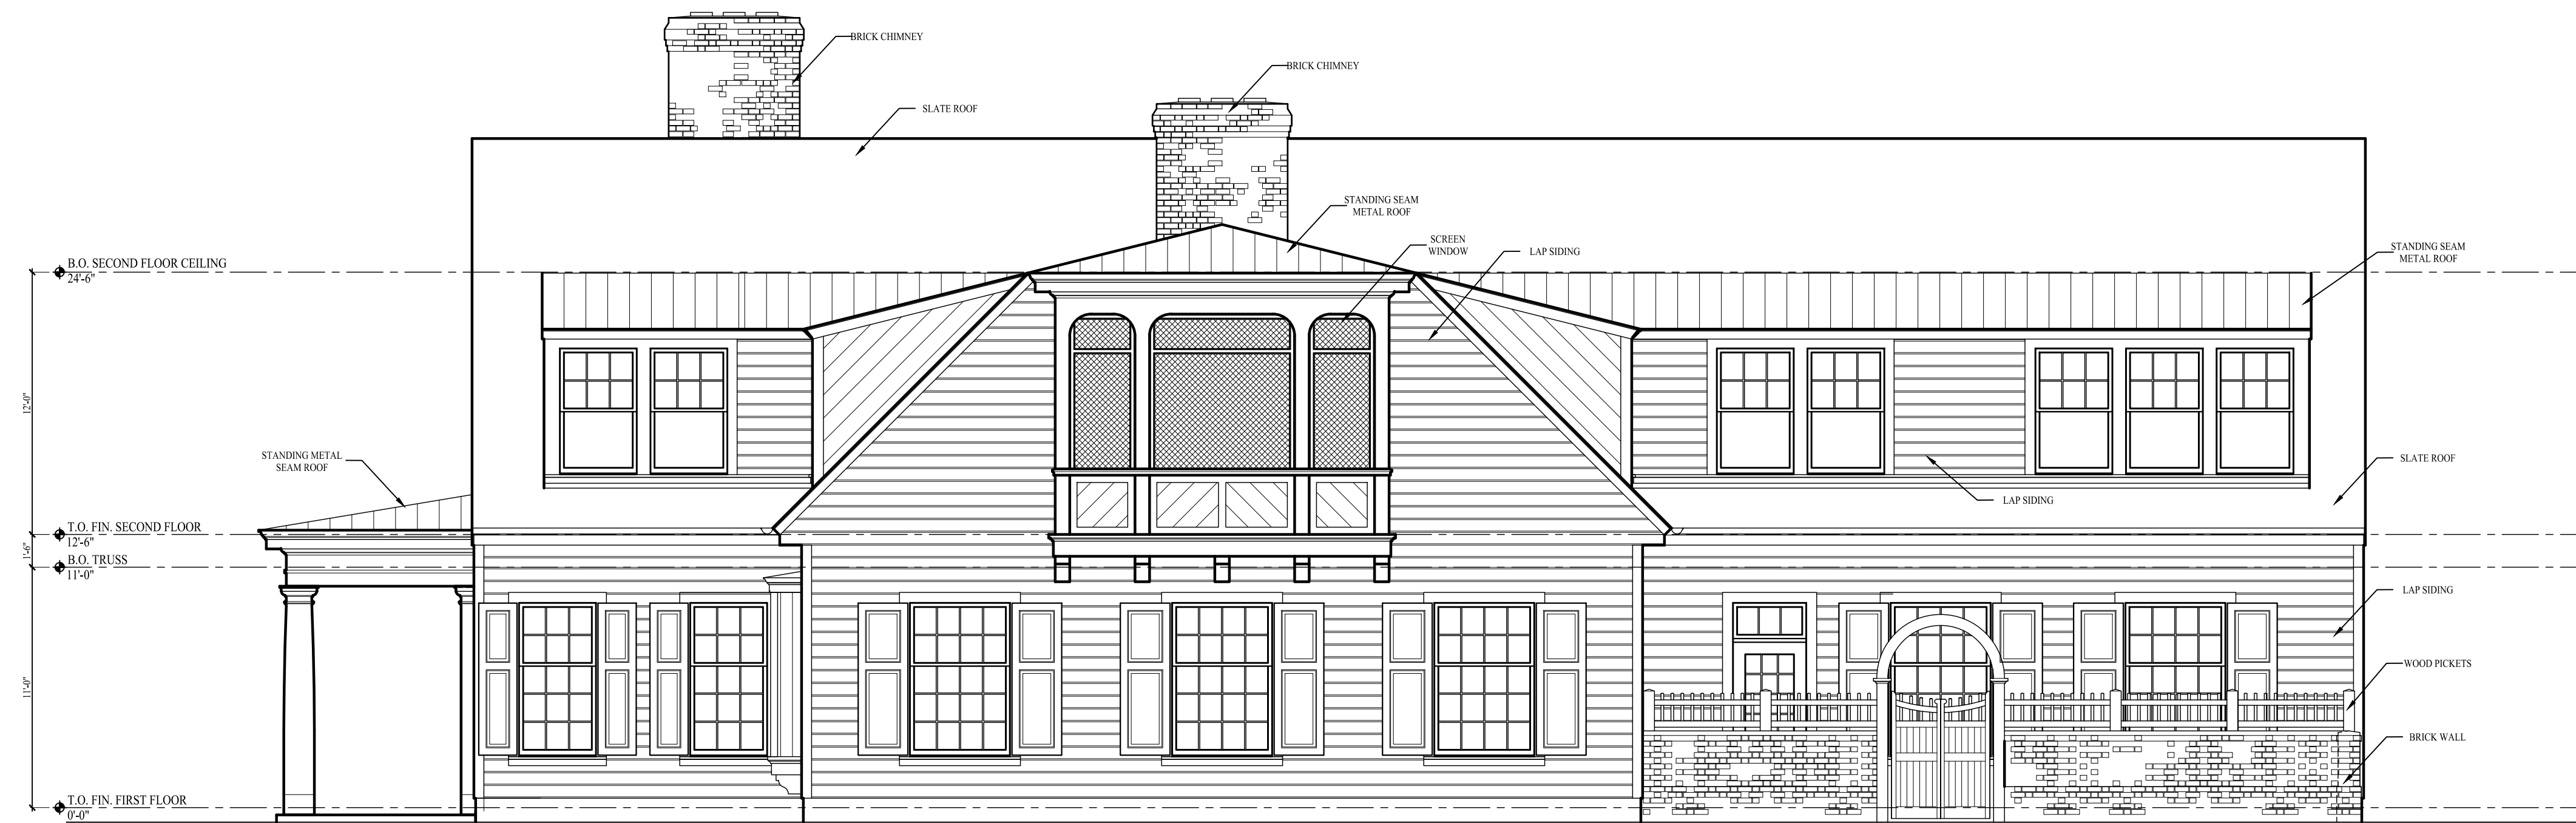 BRICK CHIMNEY
BRICK CHIMNEY
SLATE ROOF
STANDING SEAM
METAL ROOF
SCREEN
WINDOW
LAP SIDING
STANDING SEAM
METAL ROOF
B.O. SECOND FLOOR CEILING
24'-6"
12'-0"
STANDING METAL
SEAM ROOF
SLATE ROOF
LAP SIDING
T.O. FIN. SECOND FLOOR
12'-6"
1'-6"
B.O. TRUSS
11'-0"
LAP SIDING
WOOD PICKETS
11'-0"
BRICK WALL
T.O. FIN. FIRST FLOOR
0'-0"